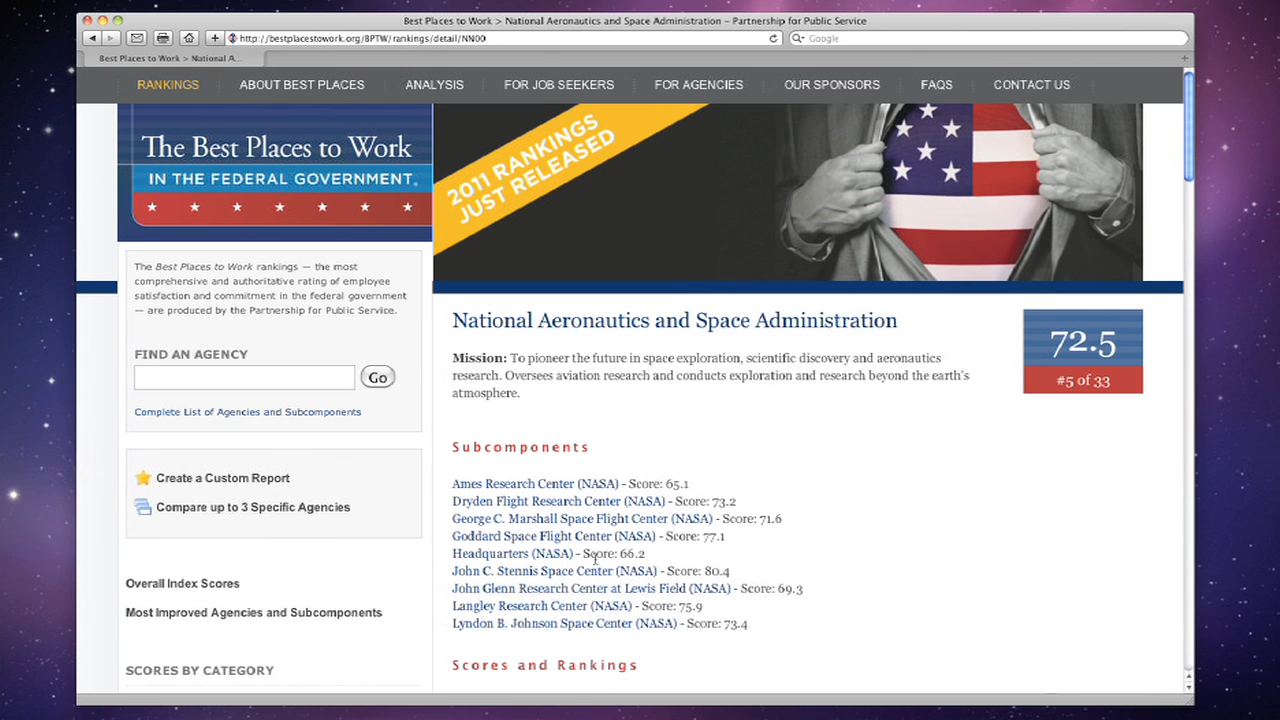 Best Places to Work > National Aeronautics and Space Administration – Partnership for Public Service
http://bestplacestowork.org/BPTW/rankings/detail/NN00
Google
Best Places to Work > National A...
RANKINGS ABOUT BEST PLACES ANALYSIS FOR JOB SEEKERS FOR AGENCIES OUR SPONSORS FAQS CONTACT US
The Best Places to Work
IN THE FEDERAL GOVERNMENT.
2011 RANKINGS
JUST RELEASED
The Best Places to Work rankings — the most
comprehensive and authoritative rating of employee
satisfaction and commitment in the federal government
— are produced by the Partnership for Public Service.
FIND AN AGENCY
Go
Complete List of Agencies and Subcomponents
Create a Custom Report
Compare up to 3 Specific Agencies
Overall Index Scores
Most Improved Agencies and Subcomponents
SCORES BY CATEGORY
National Aeronautics and Space Administration
72.5
#5 of 33
Mission: To pioneer the future in space exploration, scientific discovery and aeronautics
research. Oversees aviation research and conducts exploration and research beyond the earth's
atmosphere.
Subcomponents
Ames Research Center (NASA) - Score: 65.1
Dryden Flight Research Center (NASA) - Score: 73.2
George C. Marshall Space Flight Center (NASA) - Score: 71.6
Goddard Space Flight Center (NASA) - Score: 77.1
Headquarters (NASA) - Score: 66.2
John C. Stennis Space Center (NASA) - Score: 80.4
John Glenn Research Center at Lewis Field (NASA) - Score: 69.3
Langley Research Center (NASA) - Score: 75.9
Lyndon B. Johnson Space Center (NASA) - Score: 73.4
Scores and Rankings